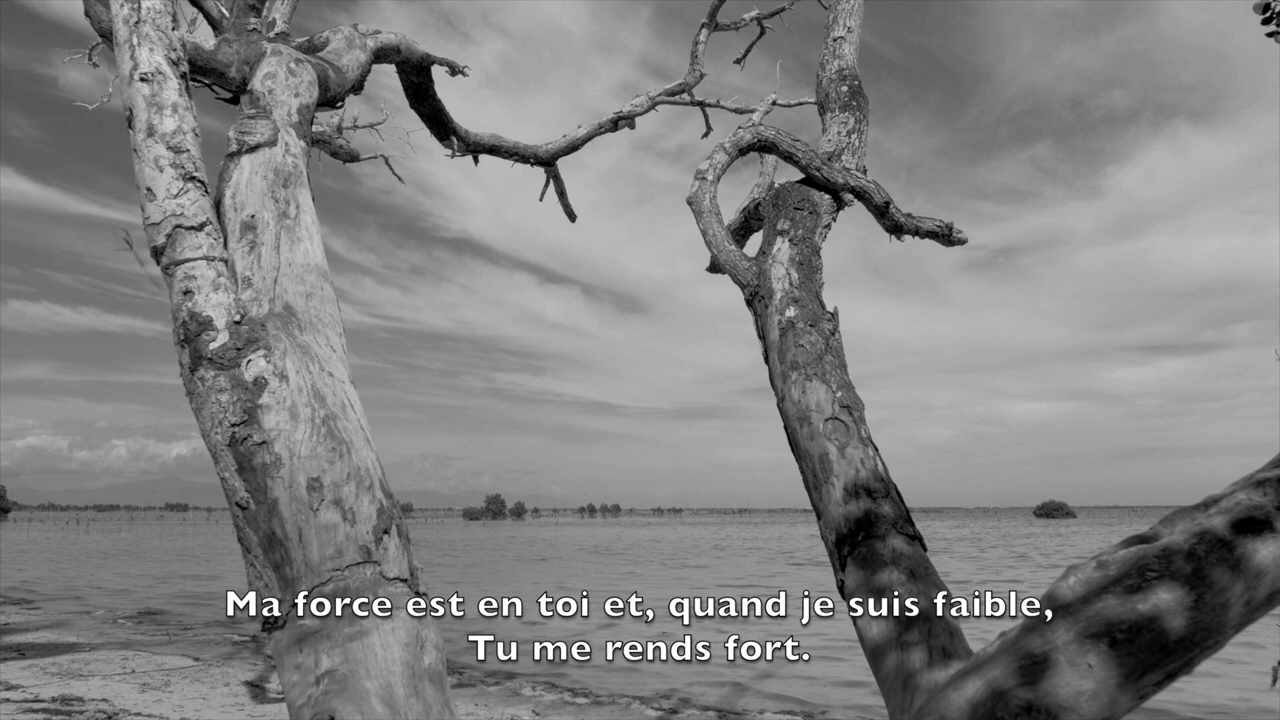 Ma force est en toi et, quand je suis faible,
Tu me rends fort.